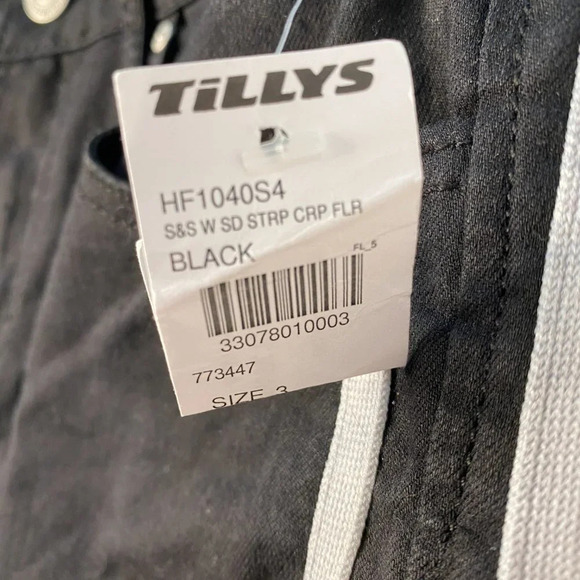 TiLLYS
HF1040S4
S&S W SD STRP CRP FLR
BLACK
FL_5
33078010003
773447
SIZE 3